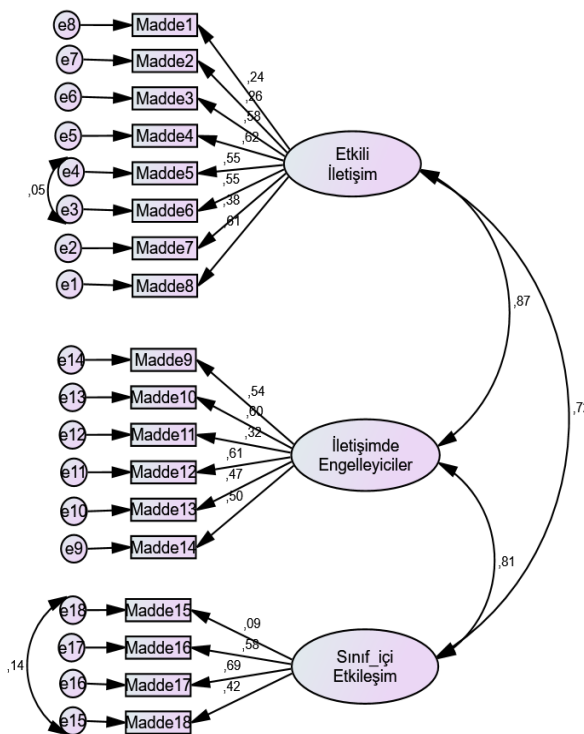 e8 Madde1
e7 Madde2
e6 Madde3
e5 Madde4
e4 Madde5
e3 Madde6
e2 Madde7
e1 Madde8
,05
,24
,26
,58
,62
,55
,55
,38
,61
Etkili
İletişim
,87
e14 Madde9
e13 Madde10
e12 Madde11
e11 Madde12
e10 Madde13
e9 Madde14
,54
,60
,32
,61
,47
,50
İletişimde
Engelleyiciler
,81
e18 Madde15
e17 Madde16
e16 Madde17
e15 Madde18
,14
,09
,58
,69
,42
Sınıf_içi
Etkileşim